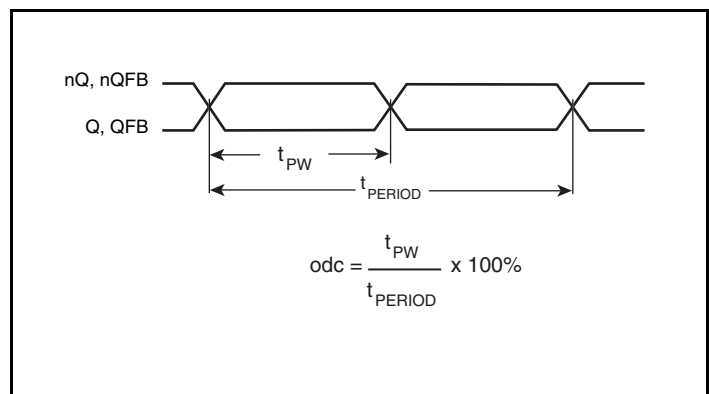 nQ, nQFB
Q, QFB
tPW
tPERIOD
odc = tPW / tPERIOD x 100%